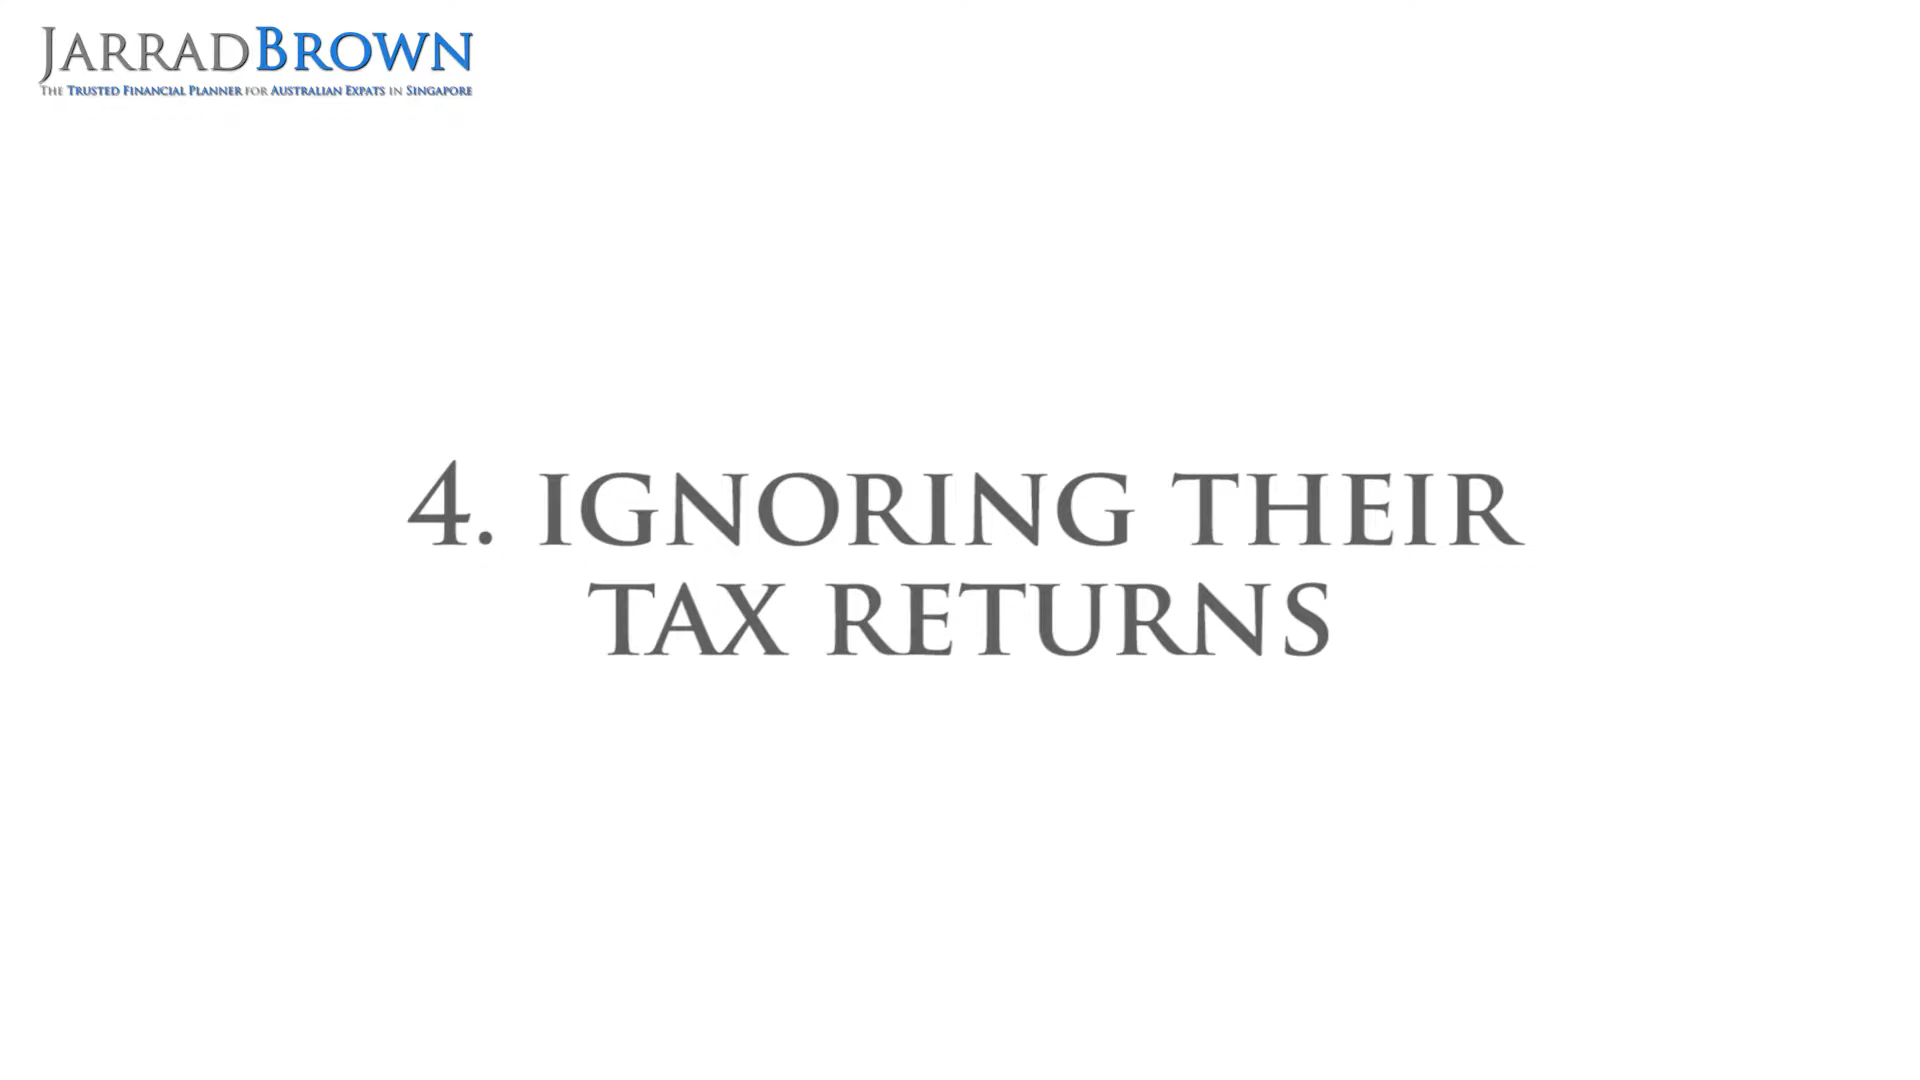 JARRADBROWN
THE TRUSTED FINANCIAL PLANNER FOR AUSTRALIAN EXPATS IN SINGAPORE
4. IGNORING THEIR
TAX RETURNS